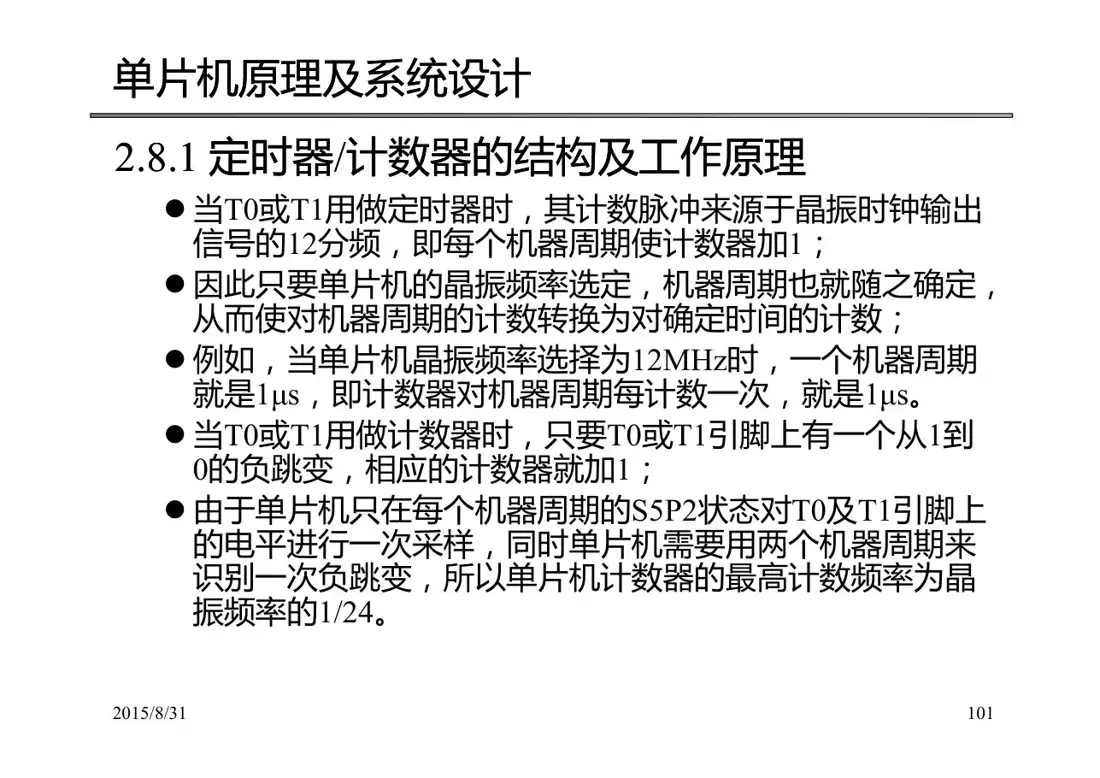 单片机原理及系统设计
2.8.1 定时器/计数器的结构及工作原理
● 当T0或T1用做定时器时，其计数脉冲来源于晶振时钟输出
信号的12分频，即每个机器周期使计数器加1；
● 因此只要单片机的晶振频率选定，机器周期也就随之确定，
从而使对机器周期的计数转换为对确定时间的计数；
● 例如，当单片机晶振频率选择为12MHz时，一个机器周期
就是1μs，即计数器对机器周期每计数一次，就是1μs。
● 当T0或T1用做计数器时，只要T0或T1引脚上有一个从1到
0的负跳变，相应的计数器就加1；
● 由于单片机只在每个机器周期的S5P2状态对T0及T1引脚上
的电平进行一次采样，同时单片机需要用两个机器周期来
识别一次负跳变，所以单片机计数器的最高计数频率为晶
振频率的1/24。
2015/8/31
101